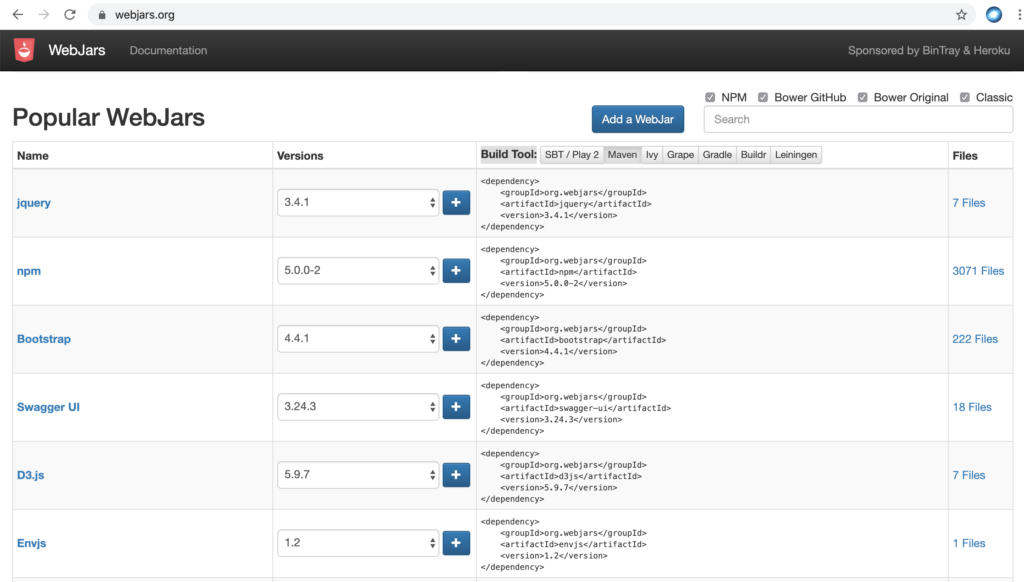 webjars.org
WebJars Documentation Sponsored by BinTray & Heroku
NPM Bower GitHub Bower Original Classic
Popular WebJars Add a WebJar Search
Name Versions Build Tool: SBT / Play 2 Maven Ivy Grape Gradle Buildr Leiningen Files
jquery 3.4.1 + <dependency>
<groupId>org.webjars</groupId>
<artifactId>jquery</artifactId>
<version>3.4.1</version>
</dependency>
7 Files
npm 5.0.0-2 + <dependency>
<groupId>org.webjars</groupId>
<artifactId>npm</artifactId>
<version>5.0.0-2</version>
</dependency>
3071 Files
Bootstrap 4.4.1 + <dependency>
<groupId>org.webjars</groupId>
<artifactId>bootstrap</artifactId>
<version>4.4.1</version>
</dependency>
222 Files
Swagger UI 3.24.3 + <dependency>
<groupId>org.webjars</groupId>
<artifactId>swagger-ui</artifactId>
<version>3.24.3</version>
</dependency>
18 Files
D3.js 5.9.7 + <dependency>
<groupId>org.webjars</groupId>
<artifactId>d3js</artifactId>
<version>5.9.7</version>
</dependency>
7 Files
Envjs 1.2 + <dependency>
<groupId>org.webjars</groupId>
<artifactId>envjs</artifactId>
<version>1.2</version>
</dependency>
1 Files